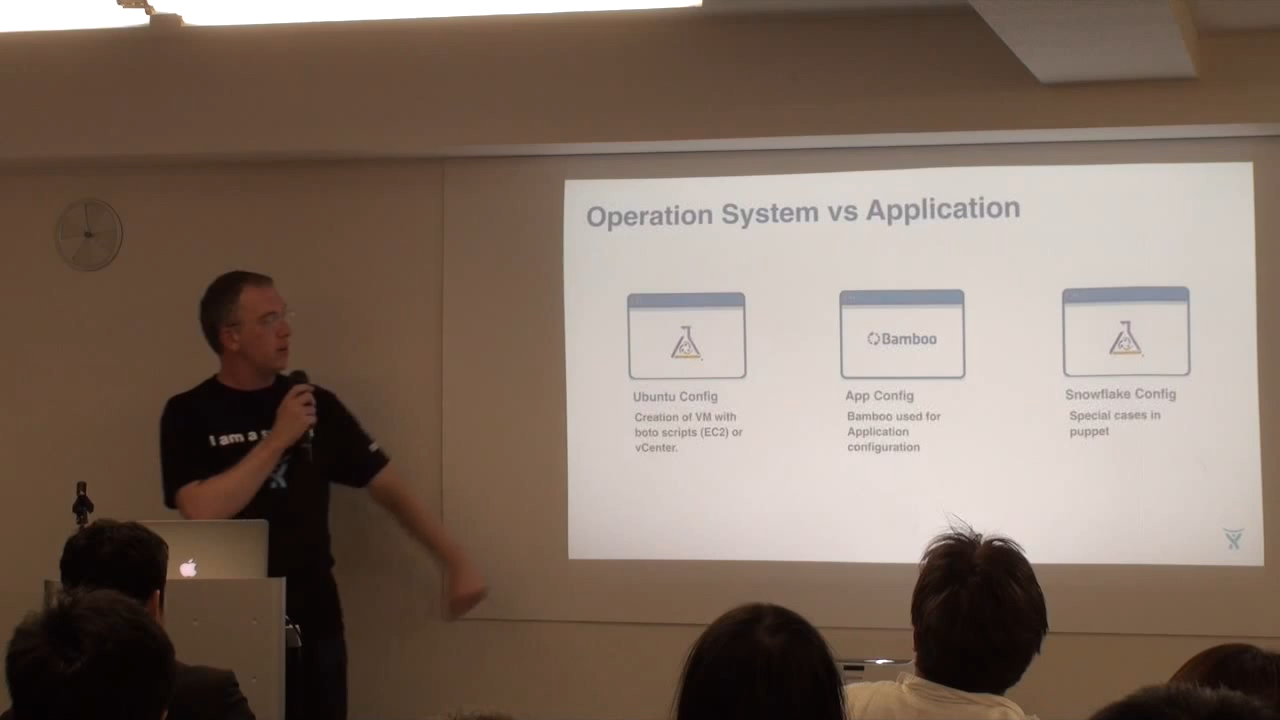 Operation System vs Application
Bamboo
Ubuntu Config
Creation of VM with
boto scripts (EC2) or
vCenter.
App Config
Bamboo used for
Application
configuration
Snowflake Config
Special cases in
puppet
I am a